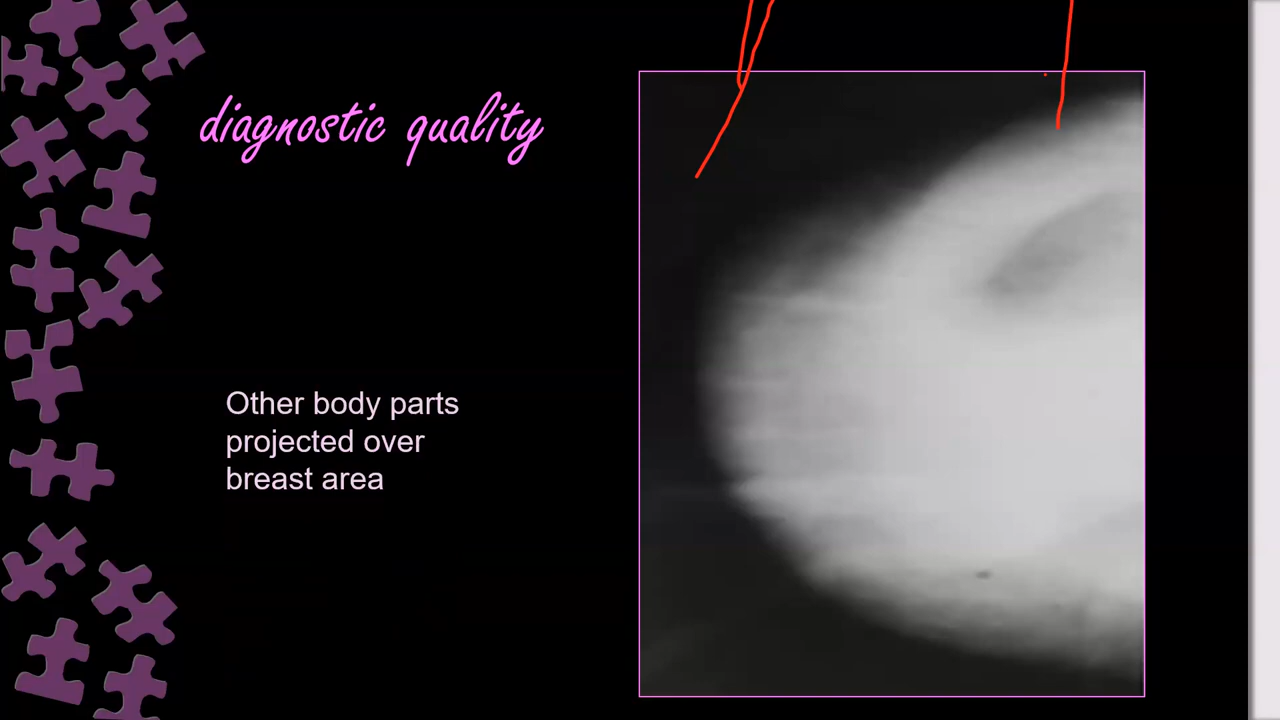 diagnostic quality
Other body parts
projected over
breast area